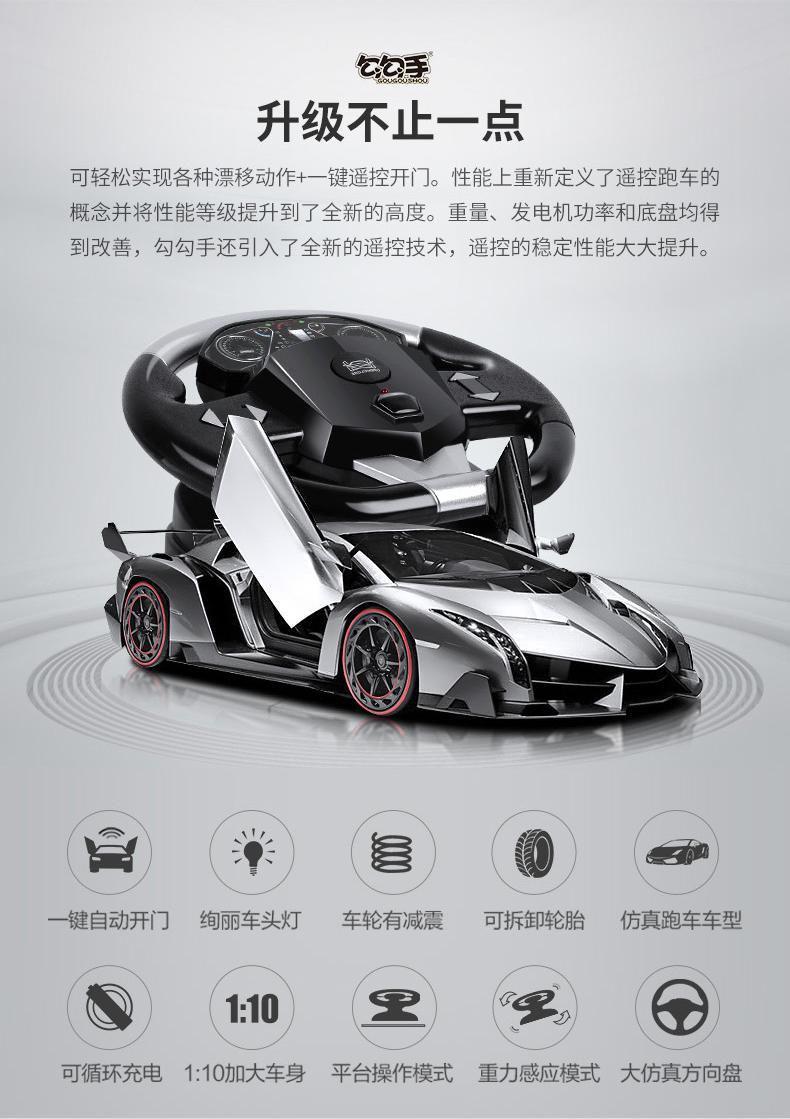 勾勾手
GOUGOUSHOU
升级不止一点
可轻松实现各种漂移动作+一键遥控开门。性能上重新定义了遥控跑车的
概念并将性能等级提升到了全新的高度。重量、发电机功率和底盘均得
到改善，勾勾手还引入了全新的遥控技术，遥控的稳定性能大大提升。
一键自动开门 绚丽车头灯 车轮有减震 可拆卸轮胎 仿真跑车车型
1:10
可循环充电 1:10加大车身 平台操作模式 重力感应模式 大仿真方向盘